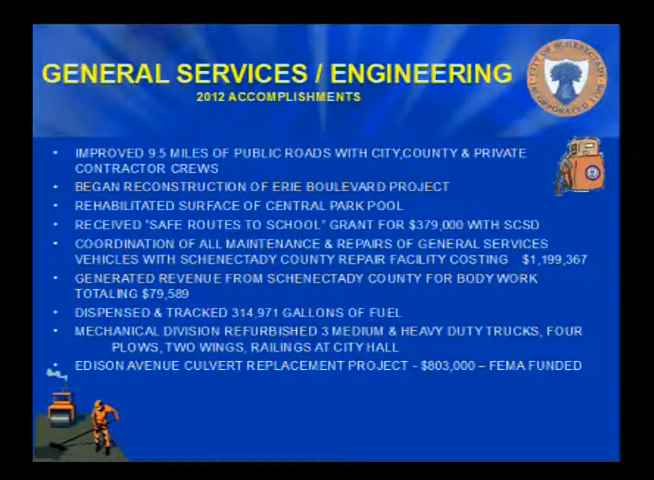 GENERAL SERVICES / ENGINEERING
2012 ACCOMPLISHMENTS
CITY OF SCHENECTADY
• IMPROVED 9.5 MILES OF PUBLIC ROADS WITH CITY,COUNTY & PRIVATE
CONTRACTOR CREWS
• BEGAN RECONSTRUCTION OF ERIE BOULEVARD PROJECT
• REHABILITATED SURFACE OF CENTRAL PARK POOL
• RECEIVED "SAFE ROUTES TO SCHOOL" GRANT FOR $379,000 WITH SCSD
• COORDINATION OF ALL MAINTENANCE & REPAIRS OF GENERAL SERVICES
VEHICLES WITH SCHENECTADY COUNTY REPAIR FACILITY COSTING $1,199,367
• GENERATED REVENUE FROM SCHENECTADY COUNTY FOR BODY WORK
TOTALING $79,589
• DISPENSED & TRACKED 314,971 GALLONS OF FUEL
• MECHANICAL DIVISION REFURBISHED 3 MEDIUM & HEAVY DUTY TRUCKS, FOUR
PLOWS, TWO WINGS, RAILINGS AT CITY HALL
• EDISON AVENUE CULVERT REPLACEMENT PROJECT - $803,000 – FEMA FUNDED